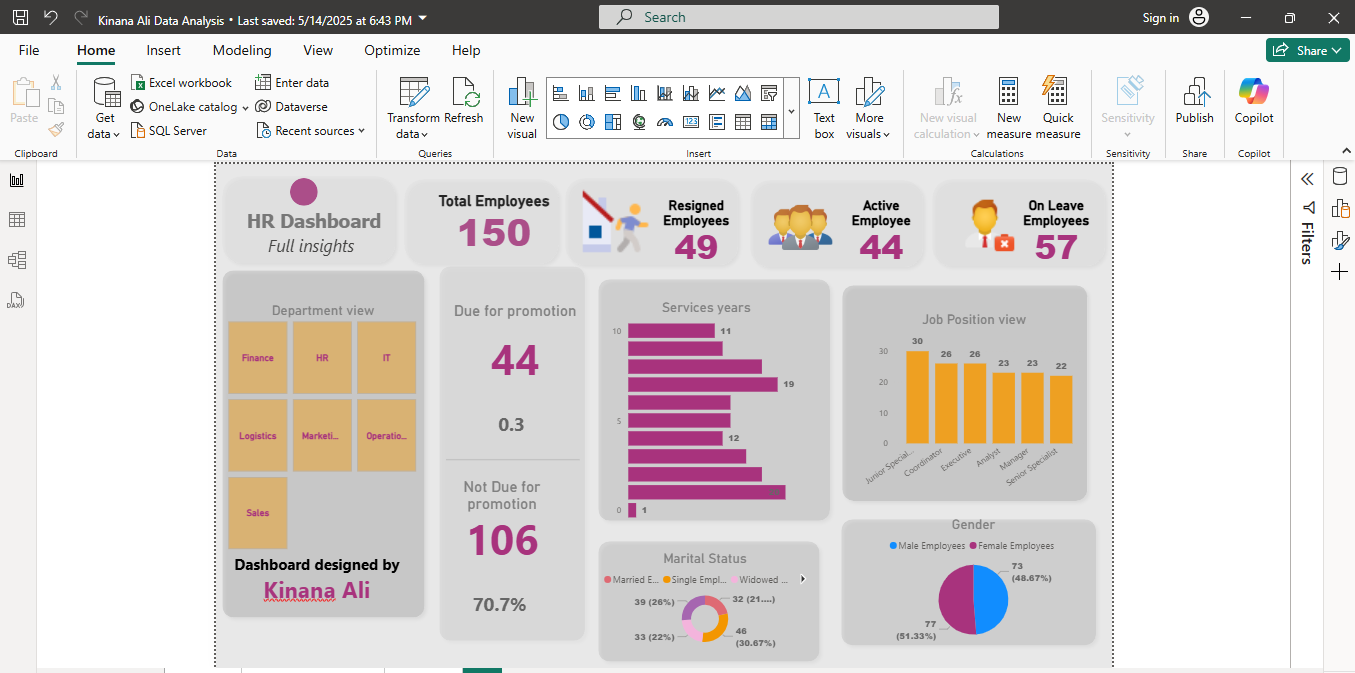 Kinana Ali Data Analysis • Last saved: 5/14/2025 at 6:43 PM
Search
Sign in
File
Home
Insert
Modeling
View
Optimize
Help
Share
Paste
Clipboard
Get data
Excel workbook
OneLake catalog
SQL Server
Enter data
Dataverse
Recent sources
Data
Transform data
Refresh
Queries
New visual
Text box
More visuals
Insert
New visual calculation
New measure
Quick measure
Calculations
Sensitivity
Sensitivity
Publish
Share
Copilot
Copilot
Filters
HR Dashboard
Full insights
Total Employees
150
Resigned
Employees
49
Active
Employee
44
On Leave
Employees
57
Department view
Finance
HR
IT
Logistics
Marketi...
Operatio...
Sales
Dashboard designed by
Kinana Ali
Due for promotion
44
0.3
Not Due for
promotion
106
70.7%
Services years
10
5
0
11
19
12
1
Marital Status
Married E...
Single Empl...
Widowed ...
39 (26%)
32 (21....)
33 (22%)
46
(30.67%)
Job Position view
30
20
10
0
30
26
26
23
23
22
Junior Special...
Coordinator
Executive
Analyst
Manager
Senior Specialist
Gender
Male Employees
Female Employees
73
(48.67%)
77
(51.33%)